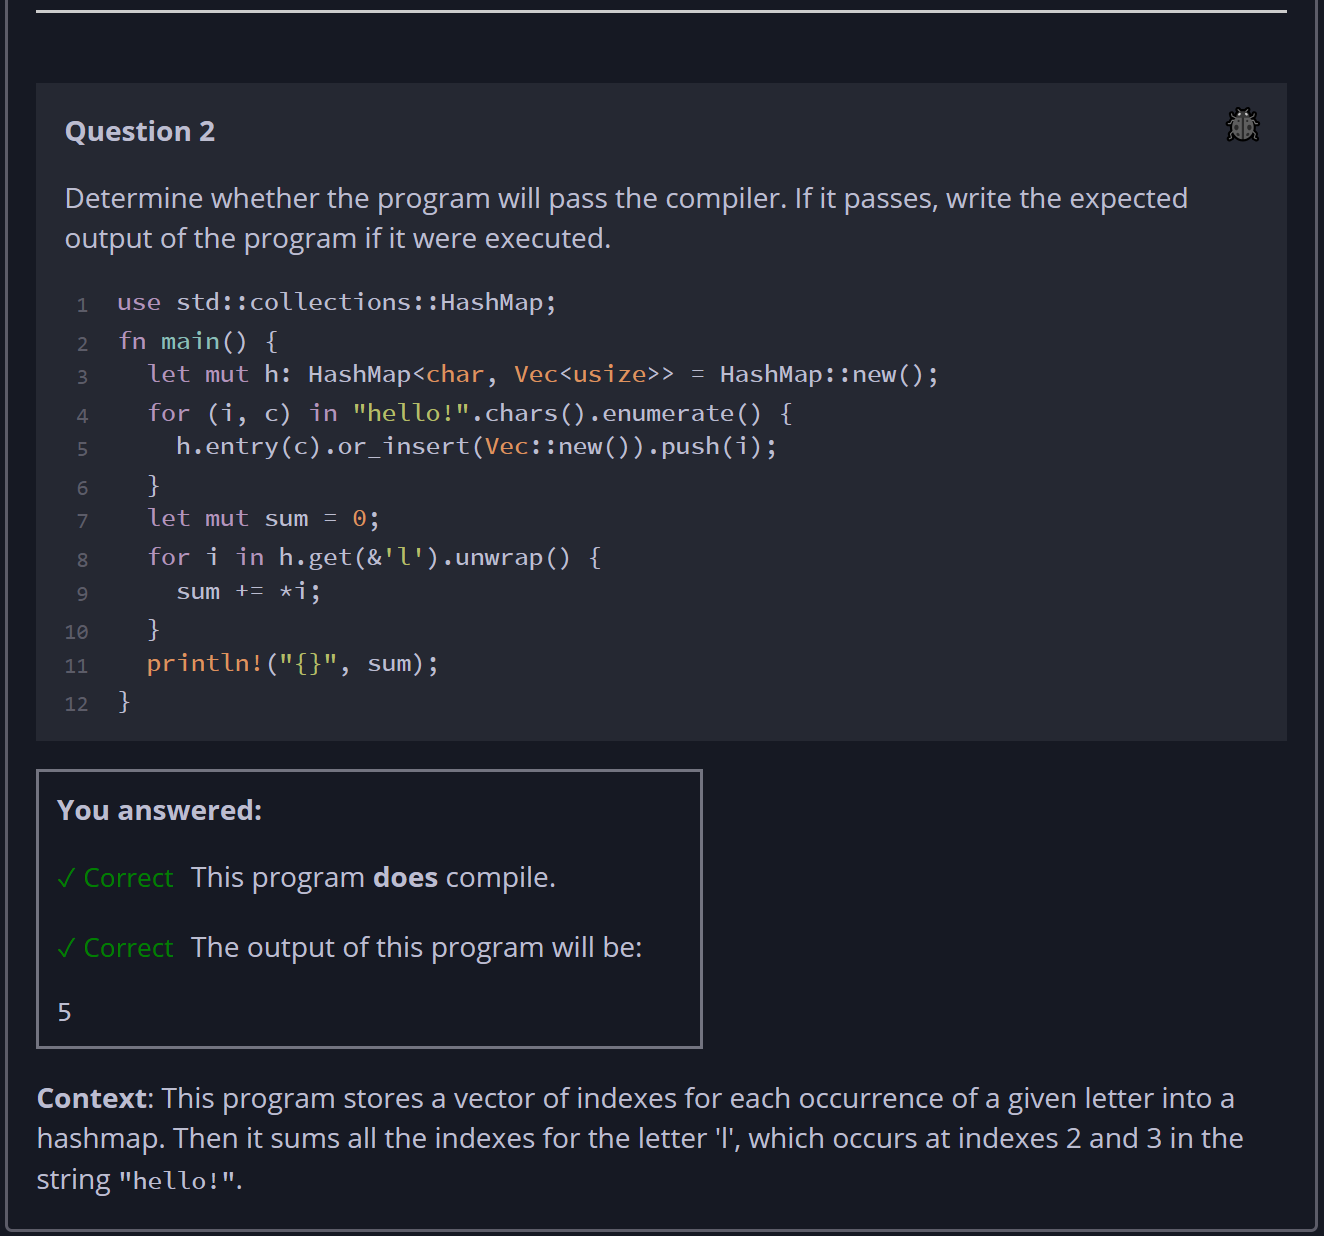 Question 2
Determine whether the program will pass the compiler. If it passes, write the expected
output of the program if it were executed.
1 use std::collections::HashMap;
2 fn main() {
3   let mut h: HashMap<char, Vec<usize>> = HashMap::new();
4   for (i, c) in "hello!".chars().enumerate() {
5     h.entry(c).or_insert(Vec::new()).push(i);
6   }
7   let mut sum = 0;
8   for i in h.get(&'l').unwrap() {
9     sum += *i;
10   }
11   println!("{}", sum);
12 }
You answered:
✓ Correct This program does compile.
✓ Correct The output of this program will be:
5
Context: This program stores a vector of indexes for each occurrence of a given letter into a
hashmap. Then it sums all the indexes for the letter 'l', which occurs at indexes 2 and 3 in the
string "hello!".